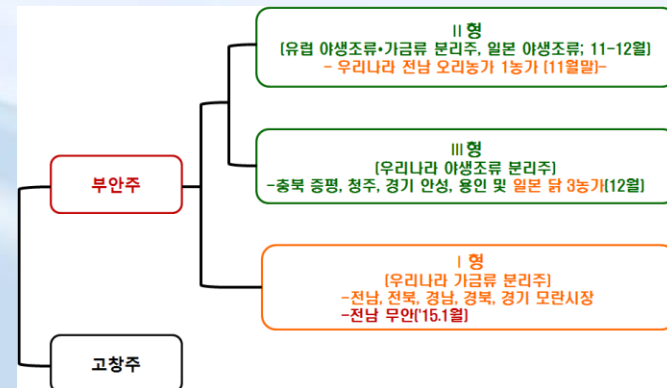 II형
(유럽 야생조류•가금류 분리주, 일본 야생조류; 11-12월)
- 우리나라 전남 오리농가 1농가 (11월말)-
III형
(우리나라 야생조류 분리주)
-충북 증평, 청주, 경기 안성, 용인 및 일본 닭 3농가(12월)
부안주
I 형
(우리나라 가금류 분리주)
-전남, 전북, 경남, 경북, 경기 모란시장
-전남 무안('15.1월)
고창주